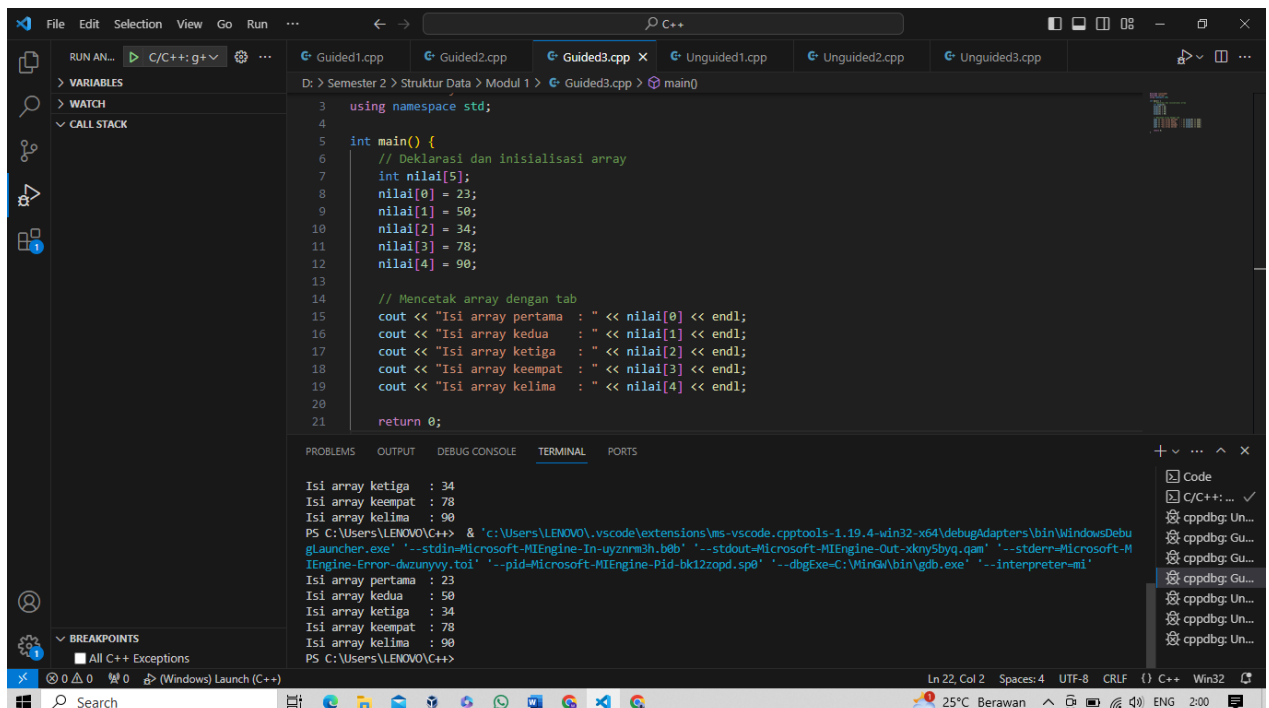 File Edit Selection View Go Run ··· C++
RUN AN... C/C++: g+ ···
Guided1.cpp Guided2.cpp Guided3.cpp Unguided1.cpp Unguided2.cpp Unguided3.cpp ···
VARIABLES
WATCH
CALL STACK
D: > Semester 2 > Struktur Data > Modul 1 > Guided3.cpp > main()
3 using namespace std;
4
5 int main() {
6 // Deklarasi dan inisialisasi array
7 int nilai[5];
8 nilai[0] = 23;
9 nilai[1] = 50;
10 nilai[2] = 34;
11 nilai[3] = 78;
12 nilai[4] = 90;
13
14 // Mencetak array dengan tab
15 cout << "Isi array pertama  : " << nilai[0] << endl;
16 cout << "Isi array kedua    : " << nilai[1] << endl;
17 cout << "Isi array ketiga   : " << nilai[2] << endl;
18 cout << "Isi array keempat  : " << nilai[3] << endl;
19 cout << "Isi array kelima   : " << nilai[4] << endl;
20
21 return 0;
1
PROBLEMS OUTPUT DEBUG CONSOLE TERMINAL PORTS
Isi array ketiga   : 34
Isi array keempat  : 78
Isi array kelima   : 90
PS C:\Users\LENOVO\C++>  & 'c:\Users\LENOVO\.vscode\extensions\ms-vscode.cpptools-1.19.4-win32-x64\debugAdapters\bin\WindowsDebu
gLauncher.exe' '--stdin=Microsoft-MIEngine-In-uyznrm3h.b0b' '--stdout=Microsoft-MIEngine-Out-xkny5byq.qam' '--stderr=Microsoft-M
IEngine-Error-dwzunyvy.toi' '--pid=Microsoft-MIEngine-Pid-bk12zopd.sp0' '--dbgExe=C:\MinGW\bin\gdb.exe' '--interpreter=mi'
Isi array pertama  : 23
Isi array kedua    : 50
Isi array ketiga   : 34
Isi array keempat  : 78
Isi array kelima   : 90
PS C:\Users\LENOVO\C++>
Code
C/C++: ...
cppdbg: Un...
cppdbg: Gu...
cppdbg: Gu...
cppdbg: Gu...
cppdbg: Un...
cppdbg: Un...
cppdbg: Un...
BREAKPOINTS
All C++ Exceptions
1
0 0 0 (Windows) Launch (C++) Ln 22, Col 2 Spaces: 4 UTF-8 CRLF {} C++ Win32
Search 25°C Berawan ENG 2:00